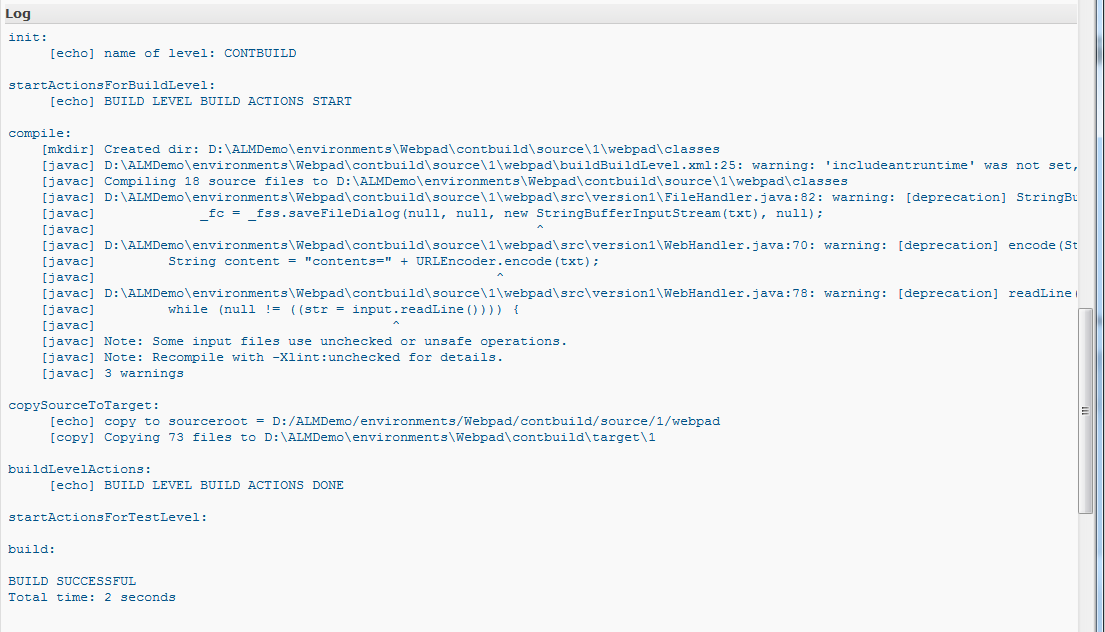 Log
init:
[echo] name of level: CONTBUILD
startActionsForBuildLevel:
[echo] BUILD LEVEL BUILD ACTIONS START
compile:
[mkdir] Created dir: D:\ALMDemo\environments\Webpad\contbuild\source\1\webpad\classes
[javac] D:\ALMDemo\environments\Webpad\contbuild\source\1\webpad\buildBuildLevel.xml:25: warning: 'includeantruntime' was not set,
[javac] Compiling 18 source files to D:\ALMDemo\environments\Webpad\contbuild\source\1\webpad\classes
[javac] D:\ALMDemo\environments\Webpad\contbuild\source\1\webpad\src\version1\FileHandler.java:82: warning: [deprecation] StringBu
[javac] _fc = _fss.saveFileDialog(null, null, new StringBufferInputStream(txt), null);
[javac] ^
[javac] D:\ALMDemo\environments\Webpad\contbuild\source\1\webpad\src\version1\WebHandler.java:70: warning: [deprecation] encode(St
[javac] String content = "contents=" + URLEncoder.encode(txt);
[javac] ^
[javac] D:\ALMDemo\environments\Webpad\contbuild\source\1\webpad\src\version1\WebHandler.java:78: warning: [deprecation] readLine(
[javac] while (null != ((str = input.readLine()))) {
[javac] ^
[javac] Note: Some input files use unchecked or unsafe operations.
[javac] Note: Recompile with -Xlint:unchecked for details.
[javac] 3 warnings
copySourceToTarget:
[echo] copy to sourceroot = D:/ALMDemo/environments/Webpad/contbuild/source/1/webpad
[copy] Copying 73 files to D:\ALMDemo\environments\Webpad\contbuild\target\1
buildLevelActions:
[echo] BUILD LEVEL BUILD ACTIONS DONE
startActionsForTestLevel:
build:
BUILD SUCCESSFUL
Total time: 2 seconds